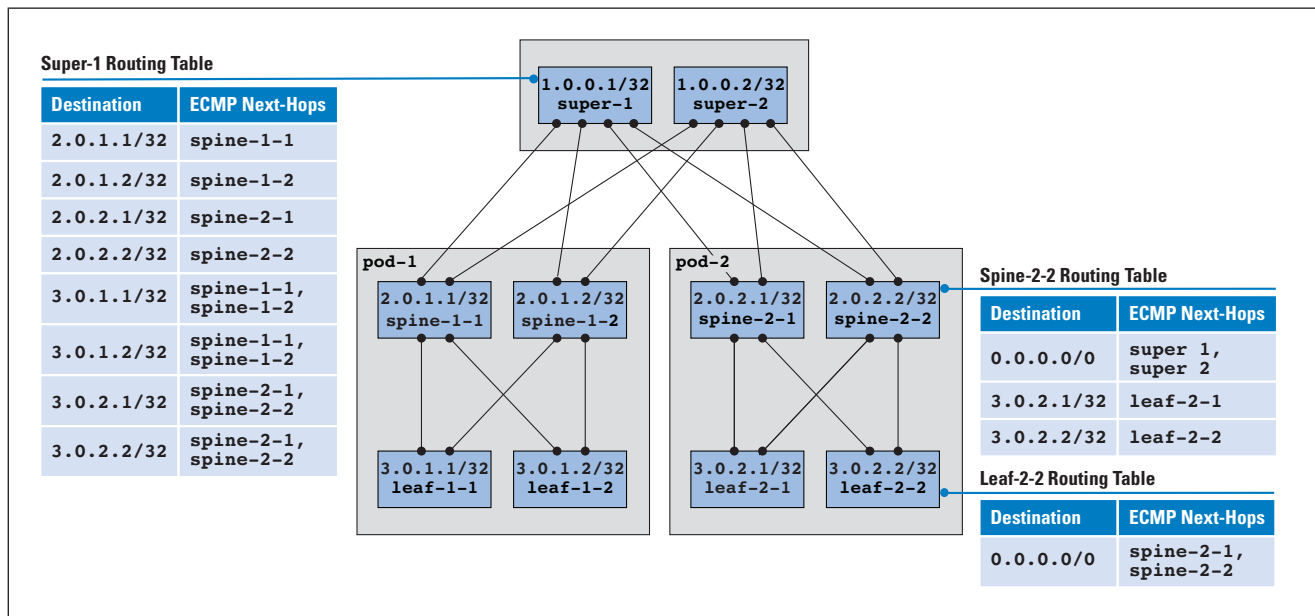 Super-1 Routing Table
Destination ECMP Next-Hops
2.0.1.1/32 spine-1-1
2.0.1.2/32 spine-1-2
2.0.2.1/32 spine-2-1
2.0.2.2/32 spine-2-2
3.0.1.1/32 spine-1-1,
spine-1-2
3.0.1.2/32 spine-1-1,
spine-1-2
3.0.2.1/32 spine-2-1,
spine-2-2
3.0.2.2/32 spine-2-1,
spine-2-2
1.0.0.1/32
super-1
1.0.0.2/32
super-2
pod-1
2.0.1.1/32
spine-1-1
2.0.1.2/32
spine-1-2
3.0.1.1/32
leaf-1-1
3.0.1.2/32
leaf-1-2
pod-2
2.0.2.1/32
spine-2-1
2.0.2.2/32
spine-2-2
3.0.2.1/32
leaf-2-1
3.0.2.2/32
leaf-2-2
Spine-2-2 Routing Table
Destination ECMP Next-Hops
0.0.0.0/0 super 1,
super 2
3.0.2.1/32 leaf-2-1
3.0.2.2/32 leaf-2-2
Leaf-2-2 Routing Table
Destination ECMP Next-Hops
0.0.0.0/0 spine-2-1,
spine-2-2